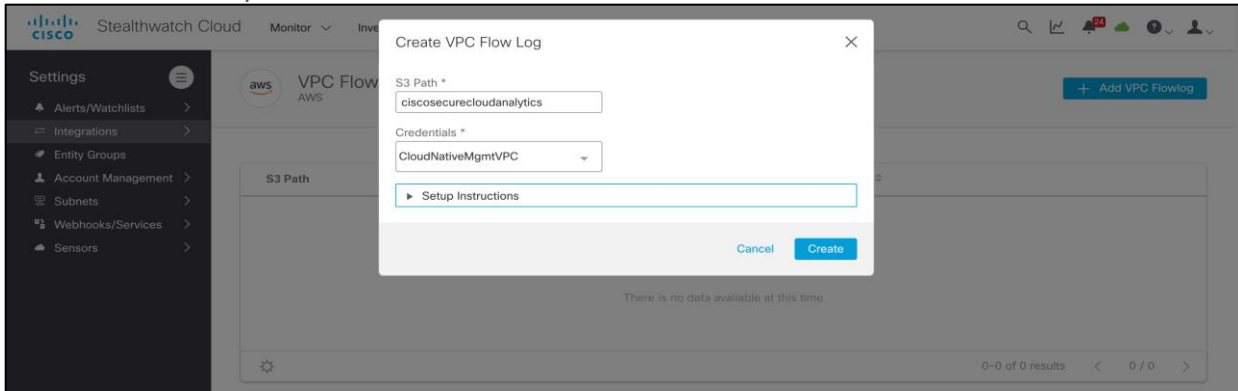 CISCO
Stealthwatch Cloud
Monitor
Inve
24
Create VPC Flow Log
Settings
Alerts/Watchlists
Integrations
Entity Groups
Account Management
Subnets
Webhooks/Services
Sensors
aws
VPC Flow
AWS
+ Add VPC Flowlog
S3 Path *
ciscosecurecloudanalytics
Credentials *
CloudNativeMgmtVPC
Setup Instructions
Cancel
Create
S3 Path
There is no data available at this time
0-0 of 0 results
0 / 0